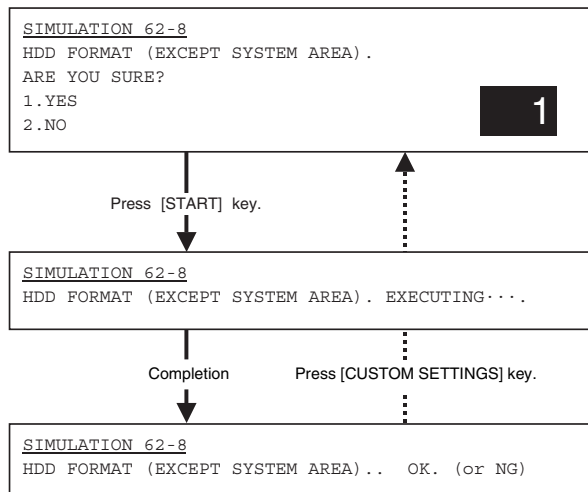 SIMULATION 62-8
HDD FORMAT (EXCEPT SYSTEM AREA).
ARE YOU SURE?
1.YES
2.NO
1
Press [START] key.
SIMULATION 62-8
HDD FORMAT (EXCEPT SYSTEM AREA). EXECUTING···.
Completion
Press [CUSTOM SETTINGS] key.
SIMULATION 62-8
HDD FORMAT (EXCEPT SYSTEM AREA).. OK. (or NG)